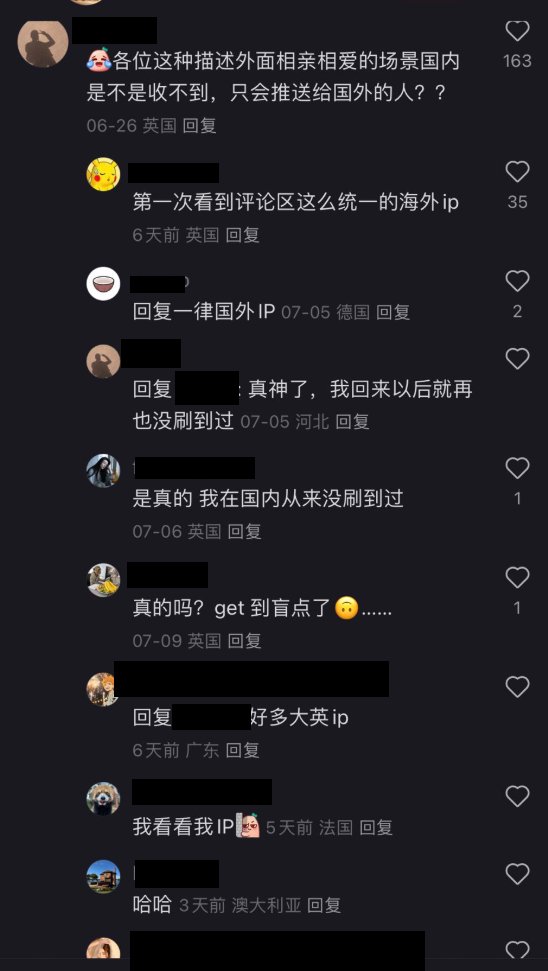 各位这种描述外面相亲相爱的场景国内
163
是不是收不到，只会推送给国外的人？？
06-26 英国 回复
第一次看到评论区这么统一的海外ip
35
6天前 英国 回复
回复一律国外IP 07-05 德国 回复
2
回复 : 真神了，我回来以后就再
也没刷到过 07-05 河北 回复
是真的 我在国内从来没刷到过
1
07-06 英国 回复
真的吗？get 到盲点了🙃……
1
07-09 英国 回复
回复 好多大英ip
6天前 广东 回复
我看看我IP 5天前 法国 回复
哈哈 3天前 澳大利亚 回复